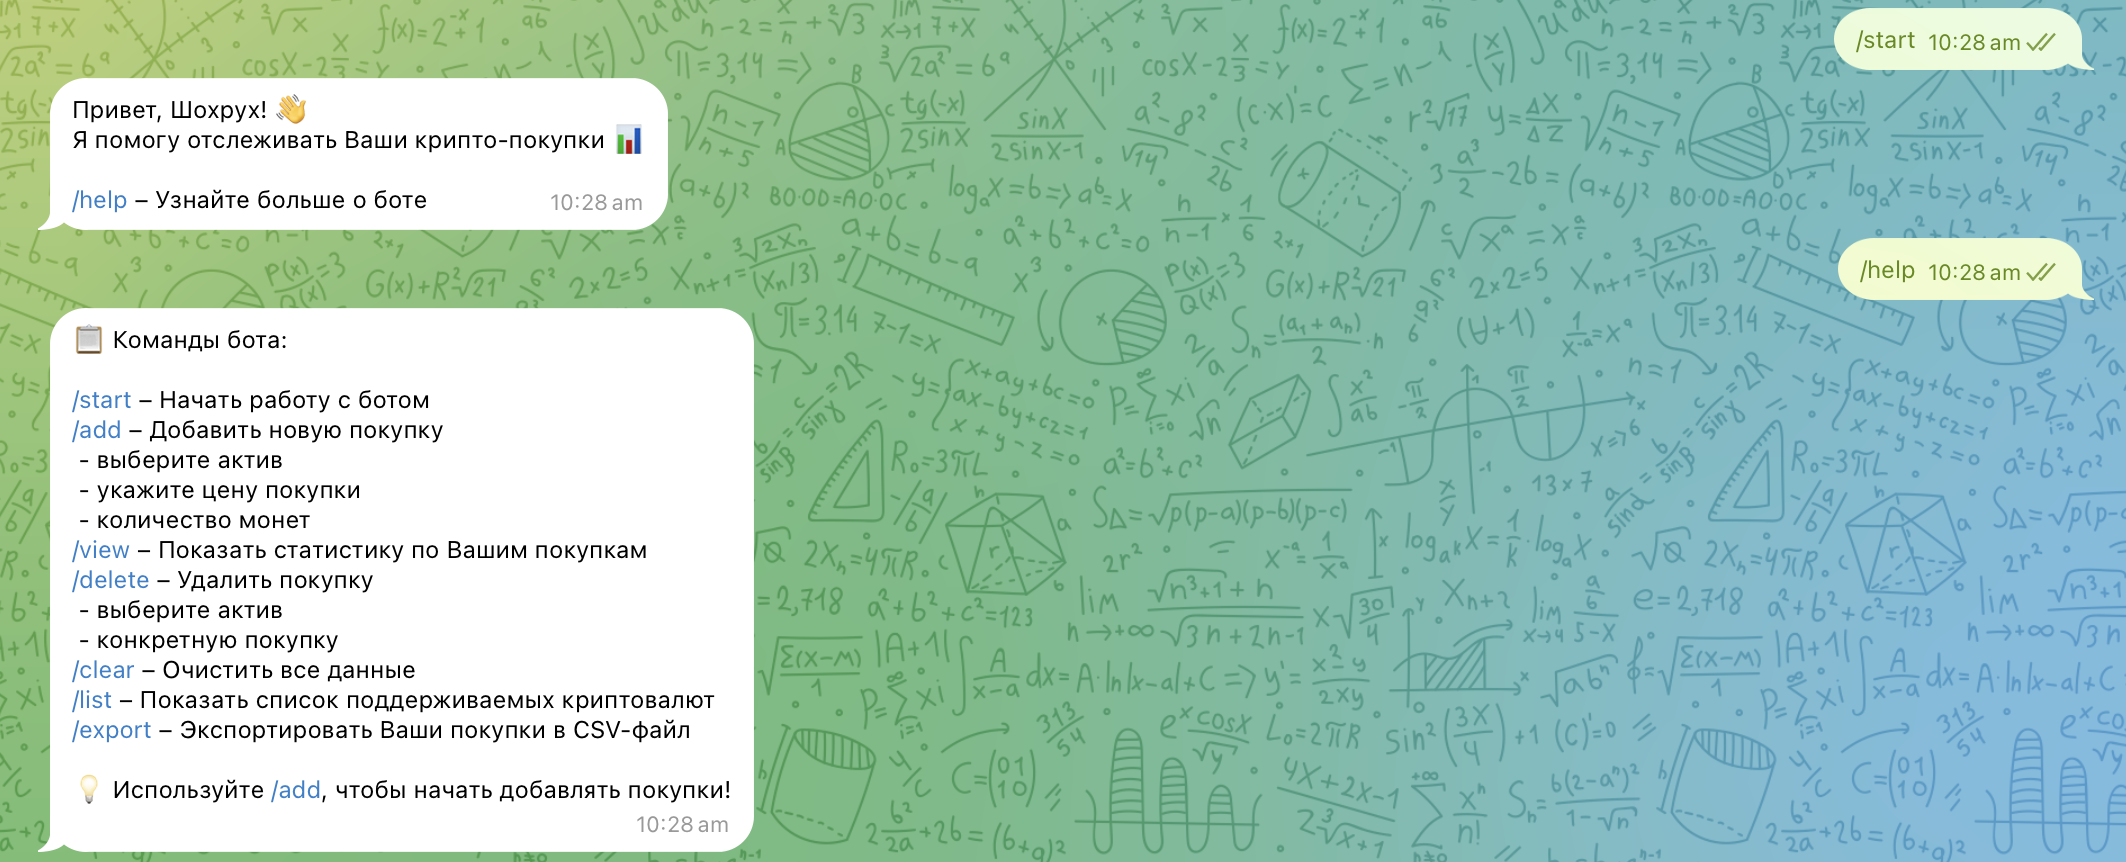 /start 10:28 am
Привет, Шохрух! 👋
Я помогу отслеживать Ваши крипто-покупки 📊
/help – Узнайте больше о боте 10:28 am
/help 10:28 am
📋 Команды бота:
/start – Начать работу с ботом
/add – Добавить новую покупку
- выберите актив
- укажите цену покупки
- количество монет
/view – Показать статистику по Вашим покупкам
/delete – Удалить покупку
- выберите актив
- конкретную покупку
/clear – Очистить все данные
/list – Показать список поддерживаемых криптовалют
/export – Экспортировать Ваши покупки в CSV-файл
💡 Используйте /add, чтобы начать добавлять покупки!
10:28 am